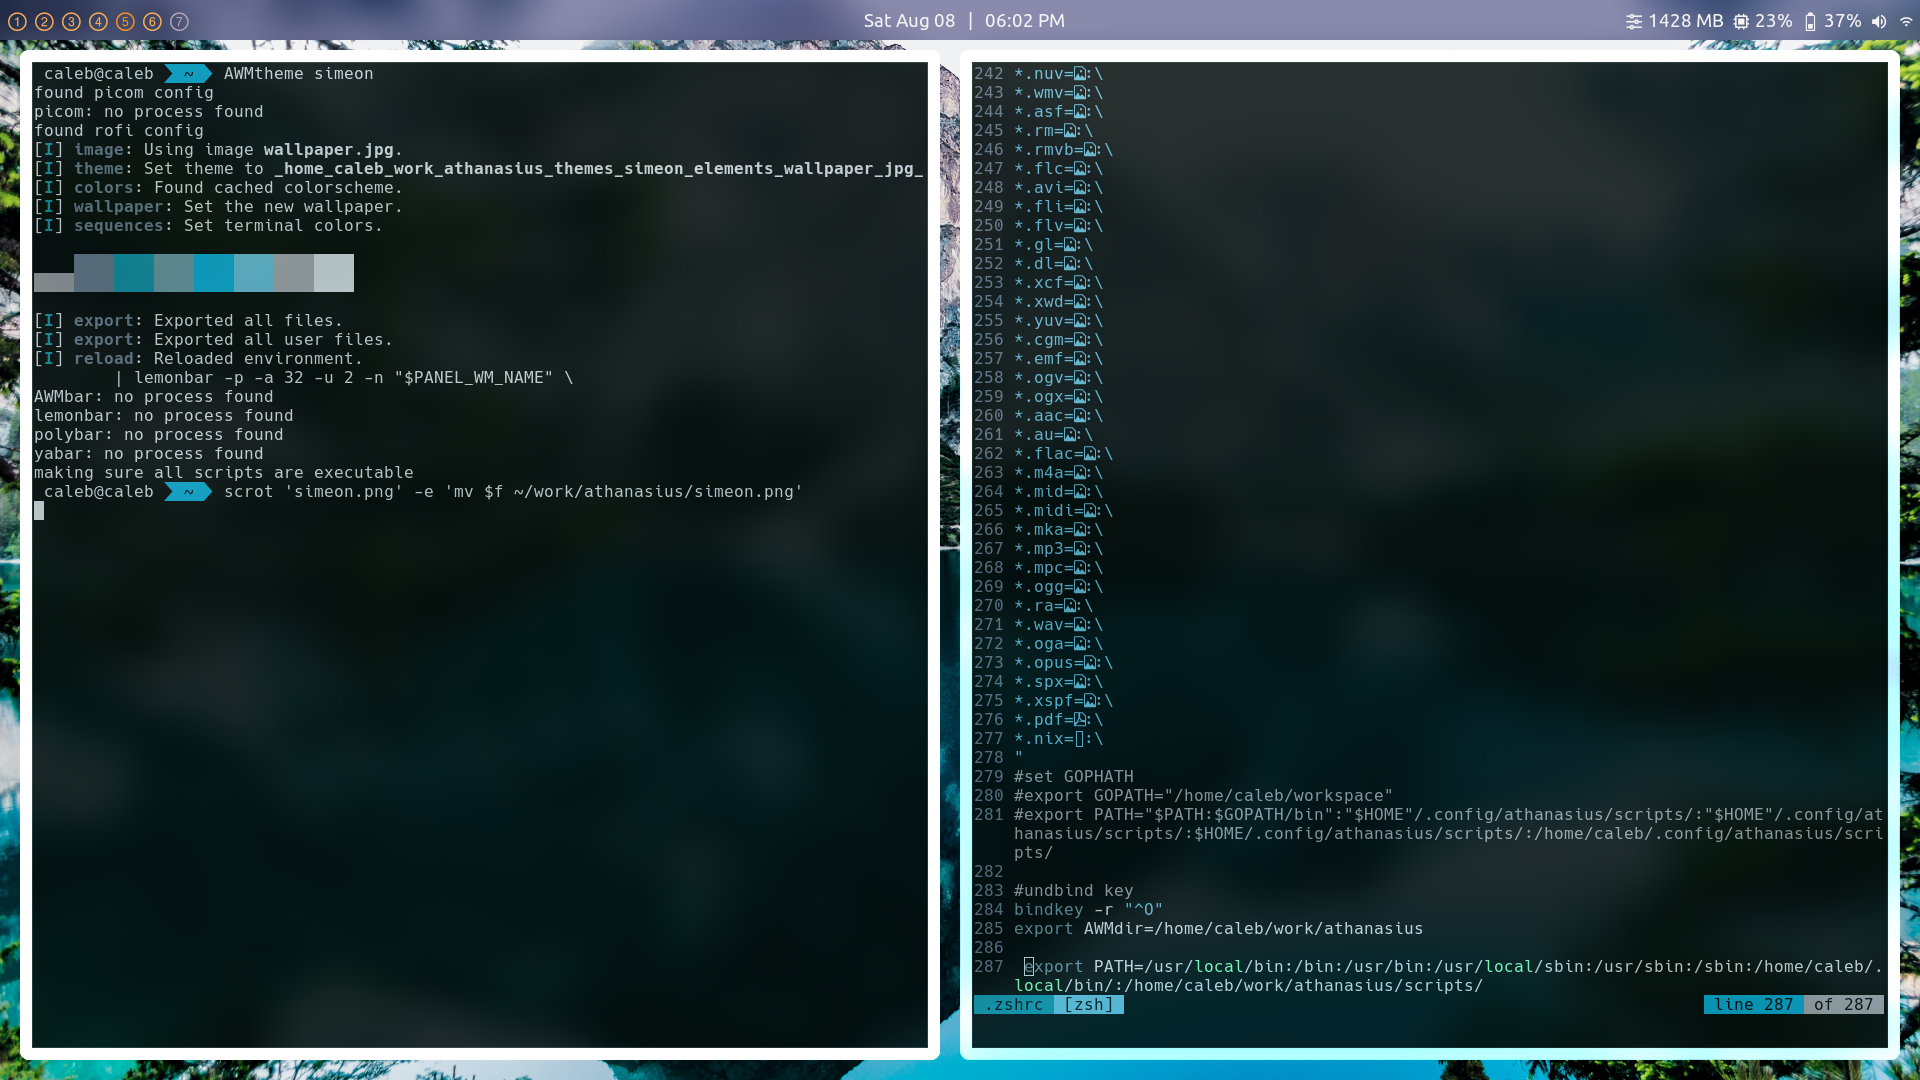 1 2 3 4 5 6 7
Sat Aug 08 | 06:02 PM
1428 MB 23% 37%
caleb@caleb ~ AWMtheme simeon
found picom config
picom: no process found
found rofi config
[I] image: Using image wallpaper.jpg.
[I] theme: Set theme to _home_caleb_work_athanasius_themes_simeon_elements_wallpaper_jpg_
[I] colors: Found cached colorscheme.
[I] wallpaper: Set the new wallpaper.
[I] sequences: Set terminal colors.
[I] export: Exported all files.
[I] export: Exported all user files.
[I] reload: Reloaded environment.
| lemonbar -p -a 32 -u 2 -n "$PANEL_WM_NAME" \
AWMbar: no process found
lemonbar: no process found
polybar: no process found
yabar: no process found
making sure all scripts are executable
caleb@caleb ~ scrot 'simeon.png' -e 'mv $f ~/work/athanasius/simeon.png'
242 *.nuv=:\
243 *.wmv=:\
244 *.asf=:\
245 *.rm=:\
246 *.rmvb=:\
247 *.flc=:\
248 *.avi=:\
249 *.fli=:\
250 *.flv=:\
251 *.gl=:\
252 *.dl=:\
253 *.xcf=:\
254 *.xwd=:\
255 *.yuv=:\
256 *.cgm=:\
257 *.emf=:\
258 *.ogv=:\
259 *.ogx=:\
260 *.aac=:\
261 *.au=:\
262 *.flac=:\
263 *.m4a=:\
264 *.mid=:\
265 *.midi=:\
266 *.mka=:\
267 *.mp3=:\
268 *.mpc=:\
269 *.ogg=:\
270 *.ra=:\
271 *.wav=:\
272 *.oga=:\
273 *.opus=:\
274 *.spx=:\
275 *.xspf=:\
276 *.pdf=:\
277 *.nix=:\
278 "
279 #set GOPHATH
280 #export GOPATH="/home/caleb/workspace"
281 #export PATH="$PATH:$GOPATH/bin":"$HOME"/.config/athanasius/scripts/:"$HOME"/.config/at
hanasius/scripts/:$HOME/.config/athanasius/scripts/:/home/caleb/.config/athanasius/scri
pts/
282
283 #undbind key
284 bindkey -r "^O"
285 export AWMdir=/home/caleb/work/athanasius
286
287 export PATH=/usr/local/bin:/bin:/usr/bin:/usr/local/sbin:/usr/sbin:/sbin:/home/caleb/.
local/bin/:/home/caleb/work/athanasius/scripts/
.zshrc [zsh] line 287 of 287